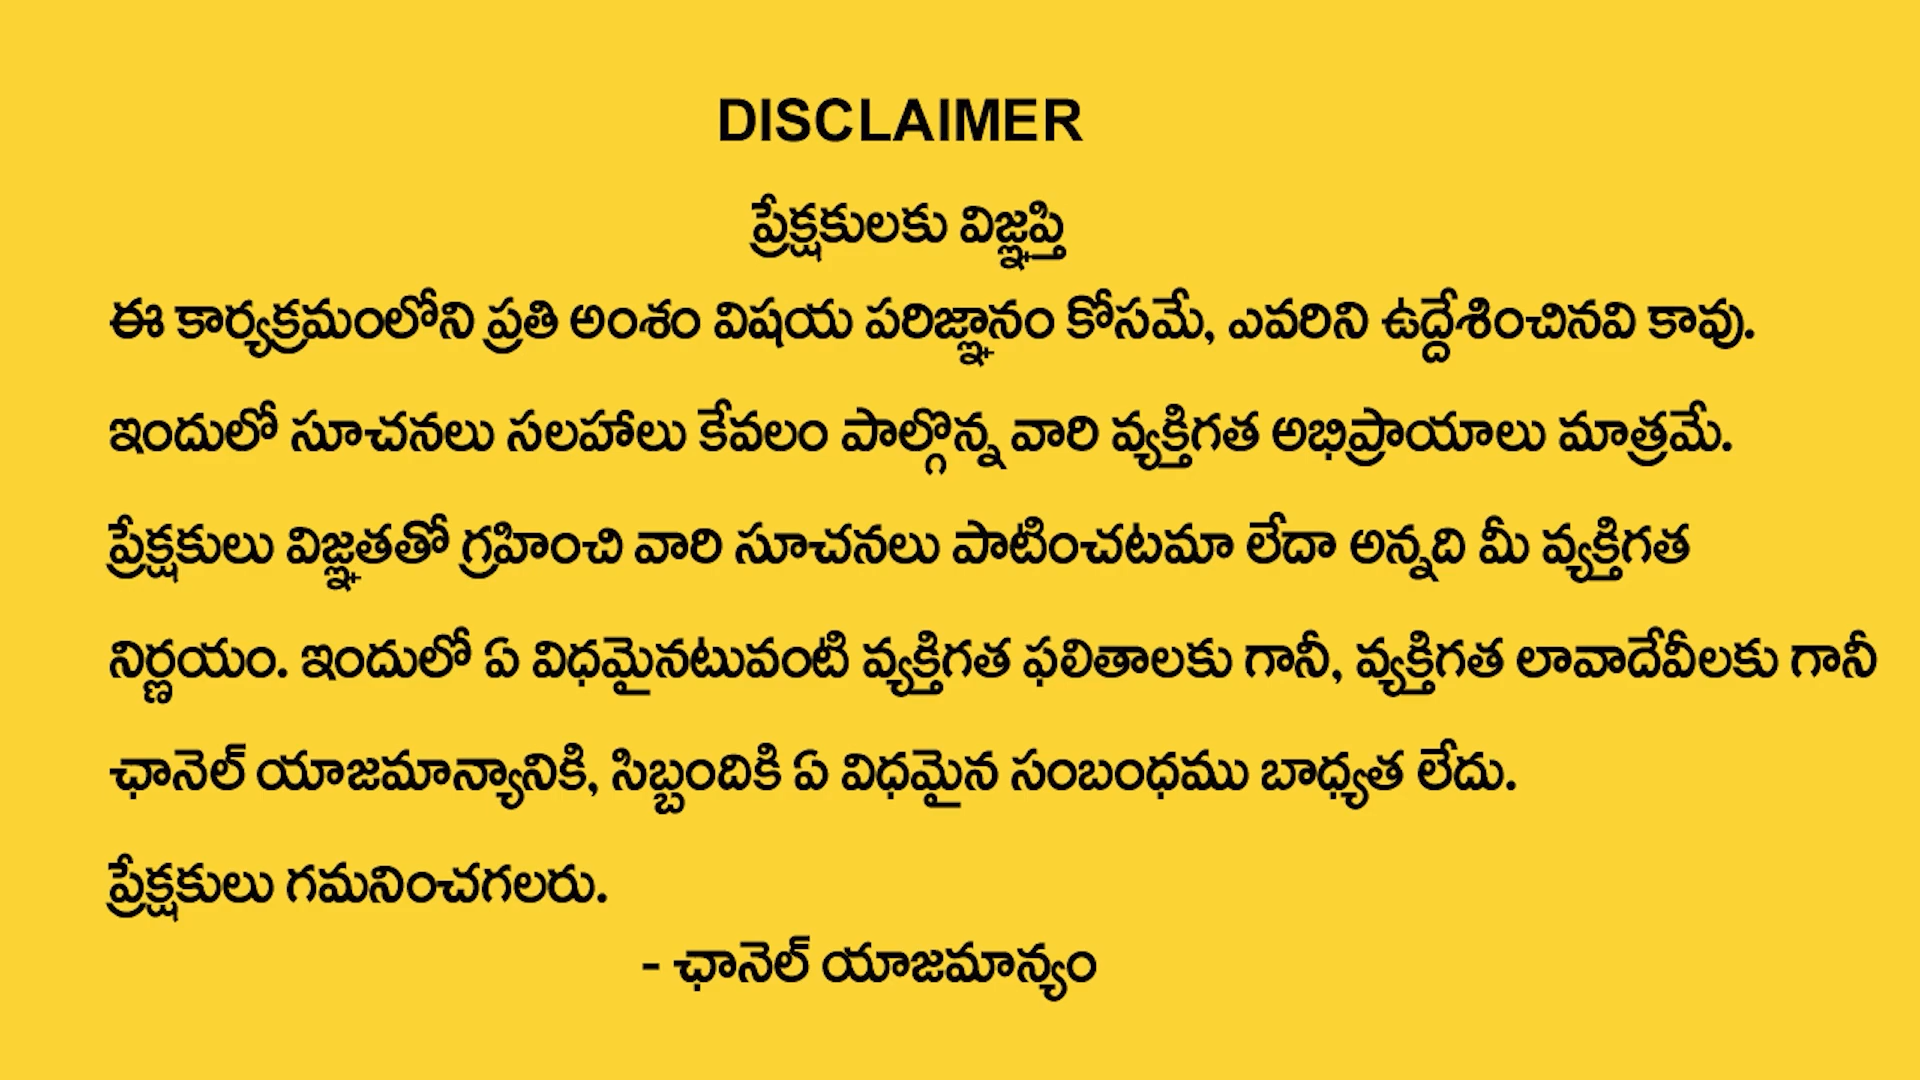 DISCLAIMER
ప్రేక్షకులకు విజ్ఞప్తి
ఈ కార్యక్రమంలోని ప్రతి అంశం విషయ పరిజ్ఞానం కోసమే, ఎవరిని ఉద్దేశించినవి కావు.
ఇందులో సూచనలు సలహాలు కేవలం పాల్గొన్న వారి వ్యక్తిగత అభిప్రాయాలు మాత్రమే.
ప్రేక్షకులు విజ్ఞతతో గ్రహించి వారి సూచనలు పాటించటమా లేదా అన్నది మీ వ్యక్తిగత
నిర్ణయం. ఇందులో ఏ విధమైనటువంటి వ్యక్తిగత ఫలితాలకు గానీ, వ్యక్తిగత లావాదేవీలకు గానీ
ఛానెల్ యాజమాన్యానికి, సిబ్బందికి ఏ విధమైన సంబంధము బాధ్యత లేదు.
ప్రేక్షకులు గమనించగలరు.
- ఛానెల్ యాజమాన్యం